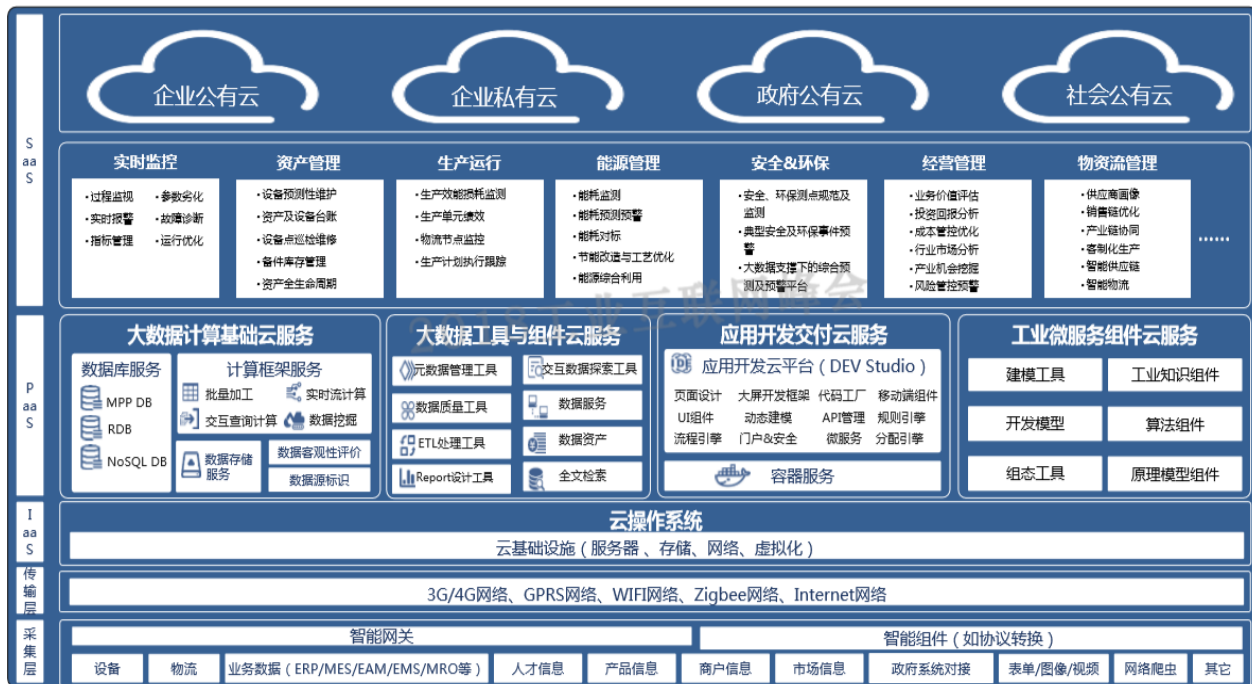 SaaS
企业公有云
企业私有云
政府公有云
社会公有云
实时监控
·过程监视 ·参数劣化
·实时报警 ·故障诊断
·指标管理 ·运行优化
资产管理
·设备预测性维护
·资产及设备台账
·设备点巡检维修
·备件库存管理
·资产全生命周期
生产运行
·生产效能损耗监测
·生产单元绩效
·物流节点监控
·生产计划执行跟踪
能源管理
·能耗监测
·能耗预测预警
·能耗对标
·节能改造与工艺优化
·能源综合利用
安全&环保
·安全、环保测点规范及
监测
·典型安全及环保事件预
警
·大数据支撑下的综合预
测及预警平台
经营管理
·业务价值评估
·投资回报分析
·成本管控优化
·行业市场分析
·产业机会挖掘
·风险管控预警
物资流管理
·供应商画像
·销售链优化
·产业链协同
·客制化生产
·智能供应链
·智能物流
……
2018工业互联网峰会
PaaS
大数据计算基础云服务
数据库服务
MPP DB
RDB
NoSQL DB
计算框架服务
批量加工 实时流计算
交互查询计算 数据挖掘
数据存储
服务
数据客观性评价
数据源标识
大数据工具与组件云服务
元数据管理工具
交互数据探索工具
数据质量工具
数据服务
ETL处理工具
数据资产
Report设计工具
全文检索
应用开发交付云服务
应用开发云平台（DEV Studio）
页面设计 大屏开发框架 代码工厂 移动端组件
UI组件 动态建模 API管理 规则引擎
流程引擎 门户&安全 微服务 分配引擎
容器服务
工业微服务组件云服务
建模工具
工业知识组件
开发模型
算法组件
组态工具
原理模型组件
IaaS
云操作系统
云基础设施（服务器 、存储、网络、虚拟化）
传输层
3G/4G网络、GPRS网络、WIFI网络、Zigbee网络、Internet网络
采集层
智能网关
智能组件（如协议转换）
设备
物流
业务数据（ERP/MES/EAM/EMS/MRO等）
人才信息
产品信息
商户信息
市场信息
政府系统对接
表单/图像/视频
网络爬虫
其它